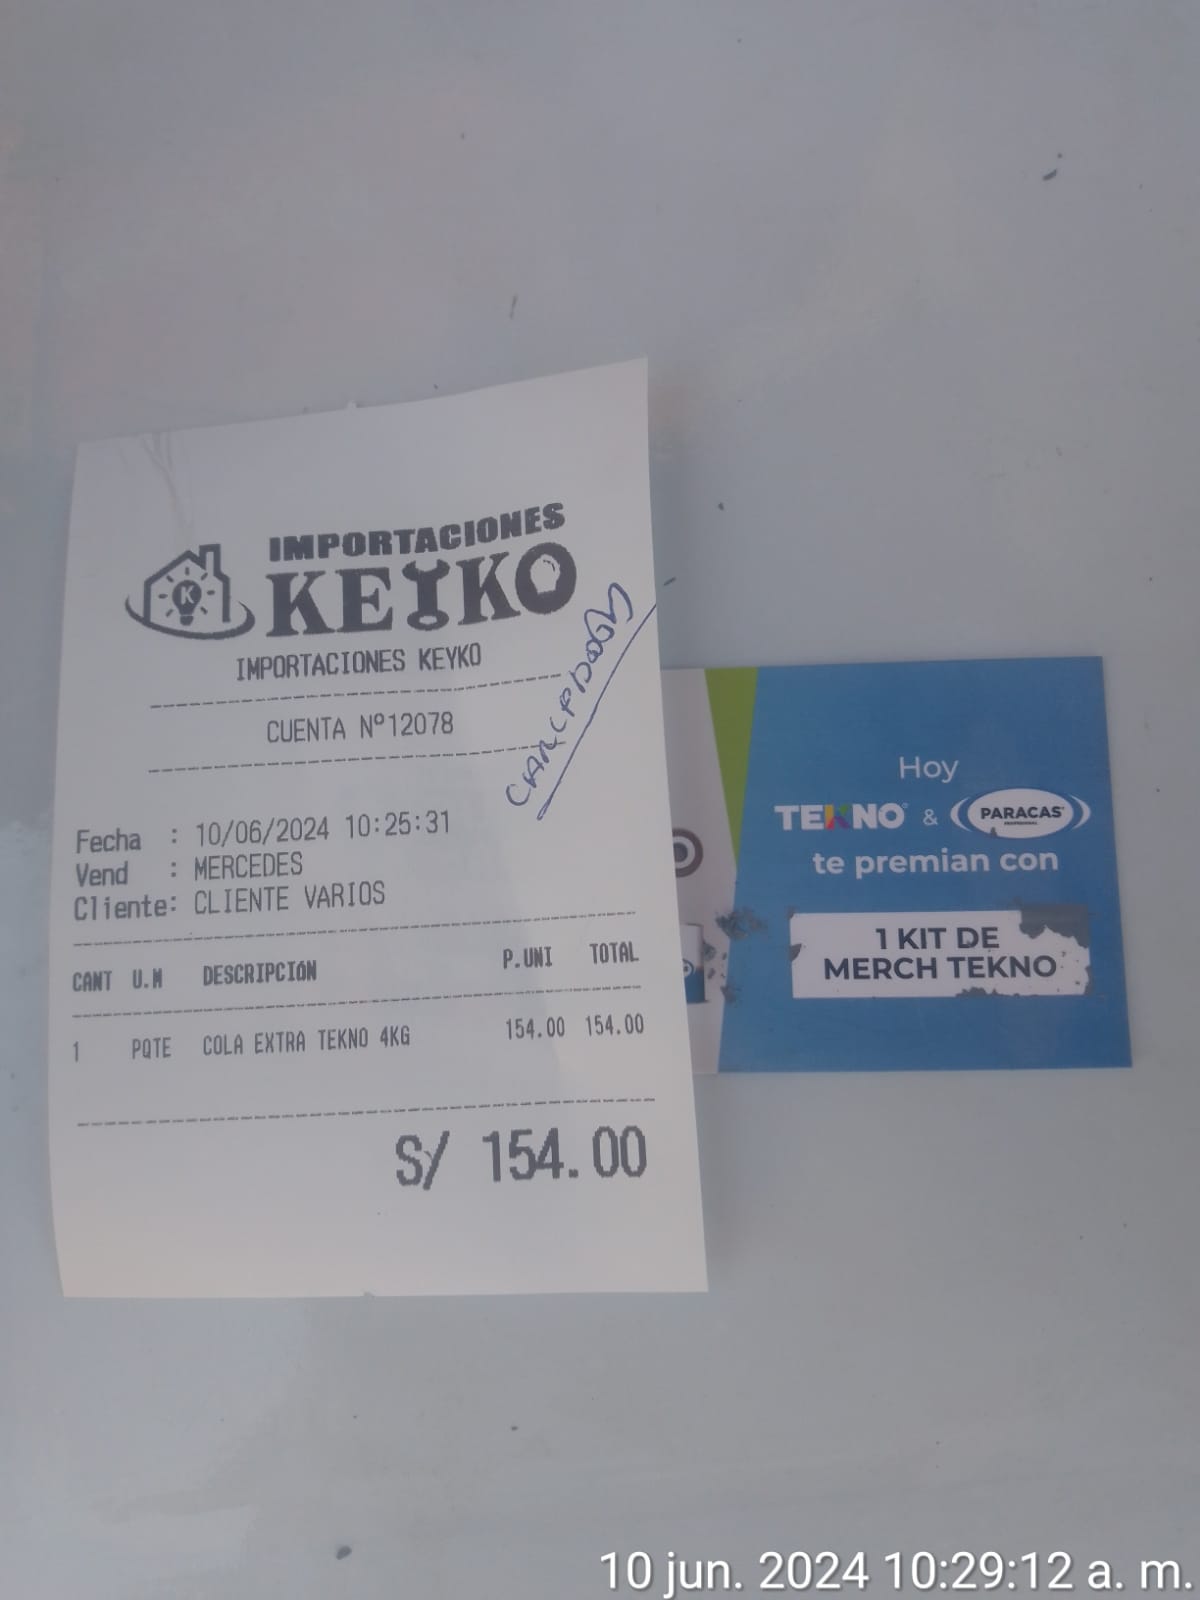 IMPORTACIONES
KEYKO
IMPORTACIONES KEYKO
CUENTA Nº12078
Fecha : 10/06/2024 10:25:31
Vend : MERCEDES
Cliente: CLIENTE VARIOS
CANT U.M DESCRIPCIÓN P.UNI TOTAL
1 PQTE COLA EXTRA TEKNO 4KG 154.00 154.00
S/ 154.00
Hoy
TEKNO & PARACAS
te premian con
1 KIT DE
MERCH TEKNO
10 jun. 2024 10:29:12 a. m.